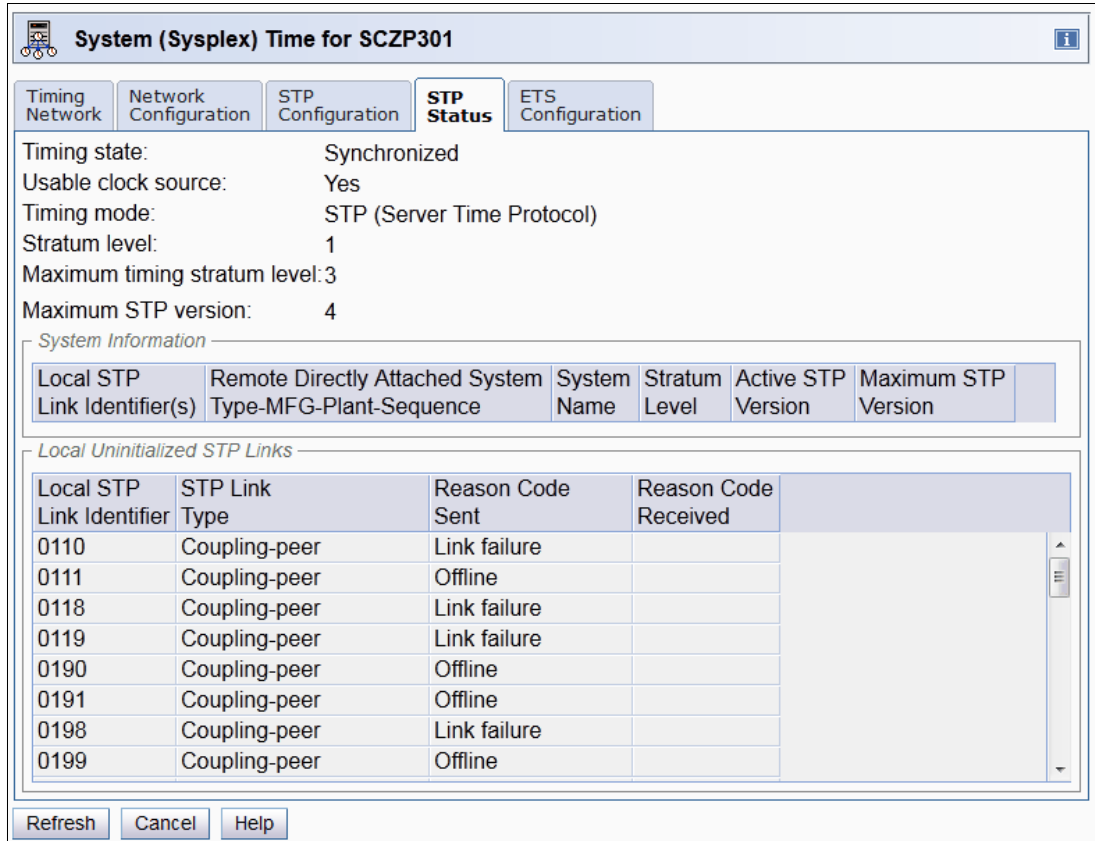 System (Sysplex) Time for SCZP301
Timing Network
Network Configuration
STP Configuration
STP Status
ETS Configuration
Timing state: Synchronized
Usable clock source: Yes
Timing mode: STP (Server Time Protocol)
Stratum level: 1
Maximum timing stratum level: 3
Maximum STP version: 4
System Information
Local STP Link Identifier(s) Remote Directly Attached System Type-MFG-Plant-Sequence System Name Stratum Level Active STP Version Maximum STP Version
Local Uninitialized STP Links
Local STP Link Identifier STP Link Type Reason Code Sent Reason Code Received
0110 Coupling-peer Link failure
0111 Coupling-peer Offline
0118 Coupling-peer Link failure
0119 Coupling-peer Link failure
0190 Coupling-peer Offline
0191 Coupling-peer Offline
0198 Coupling-peer Link failure
0199 Coupling-peer Offline
Refresh Cancel Help